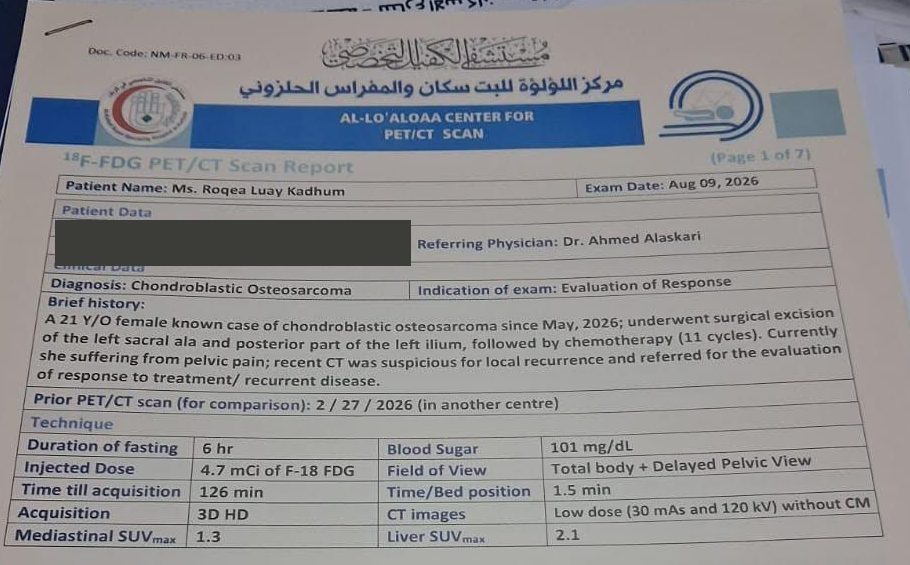 Doc. Code: NM-FR-06-ED:03
مستشفى الكفيل التخصصي
مركز اللؤلؤة للبت سكان والمفراس الحلزوني
AL-LO'ALOAA CENTER FOR
PET/CT SCAN
18F-FDG PET/CT Scan Report
(Page 1 of 7)
Patient Name: Ms. Roqea Luay Kadhum
Exam Date: Aug 09, 2026
Patient Data
Referring Physician: Dr. Ahmed Alaskari
Clinical Data
Diagnosis: Chondroblastic Osteosarcoma
Indication of exam: Evaluation of Response
Brief history:
A 21 Y/O female known case of chondroblastic osteosarcoma since May, 2026; underwent surgical excision
of the left sacral ala and posterior part of the left ilium, followed by chemotherapy (11 cycles). Currently
she suffering from pelvic pain; recent CT was suspicious for local recurrence and referred for the evaluation
of response to treatment/ recurrent disease.
Prior PET/CT scan (for comparison): 2 / 27 / 2026 (in another centre)
Technique
Duration of fasting 6 hr Blood Sugar 101 mg/dL
Injected Dose 4.7 mCi of F-18 FDG Field of View Total body + Delayed Pelvic View
Time till acquisition 126 min Time/Bed position 1.5 min
Acquisition 3D HD CT images Low dose (30 mAs and 120 kV) without CM
Mediastinal SUVmax 1.3 Liver SUVmax 2.1